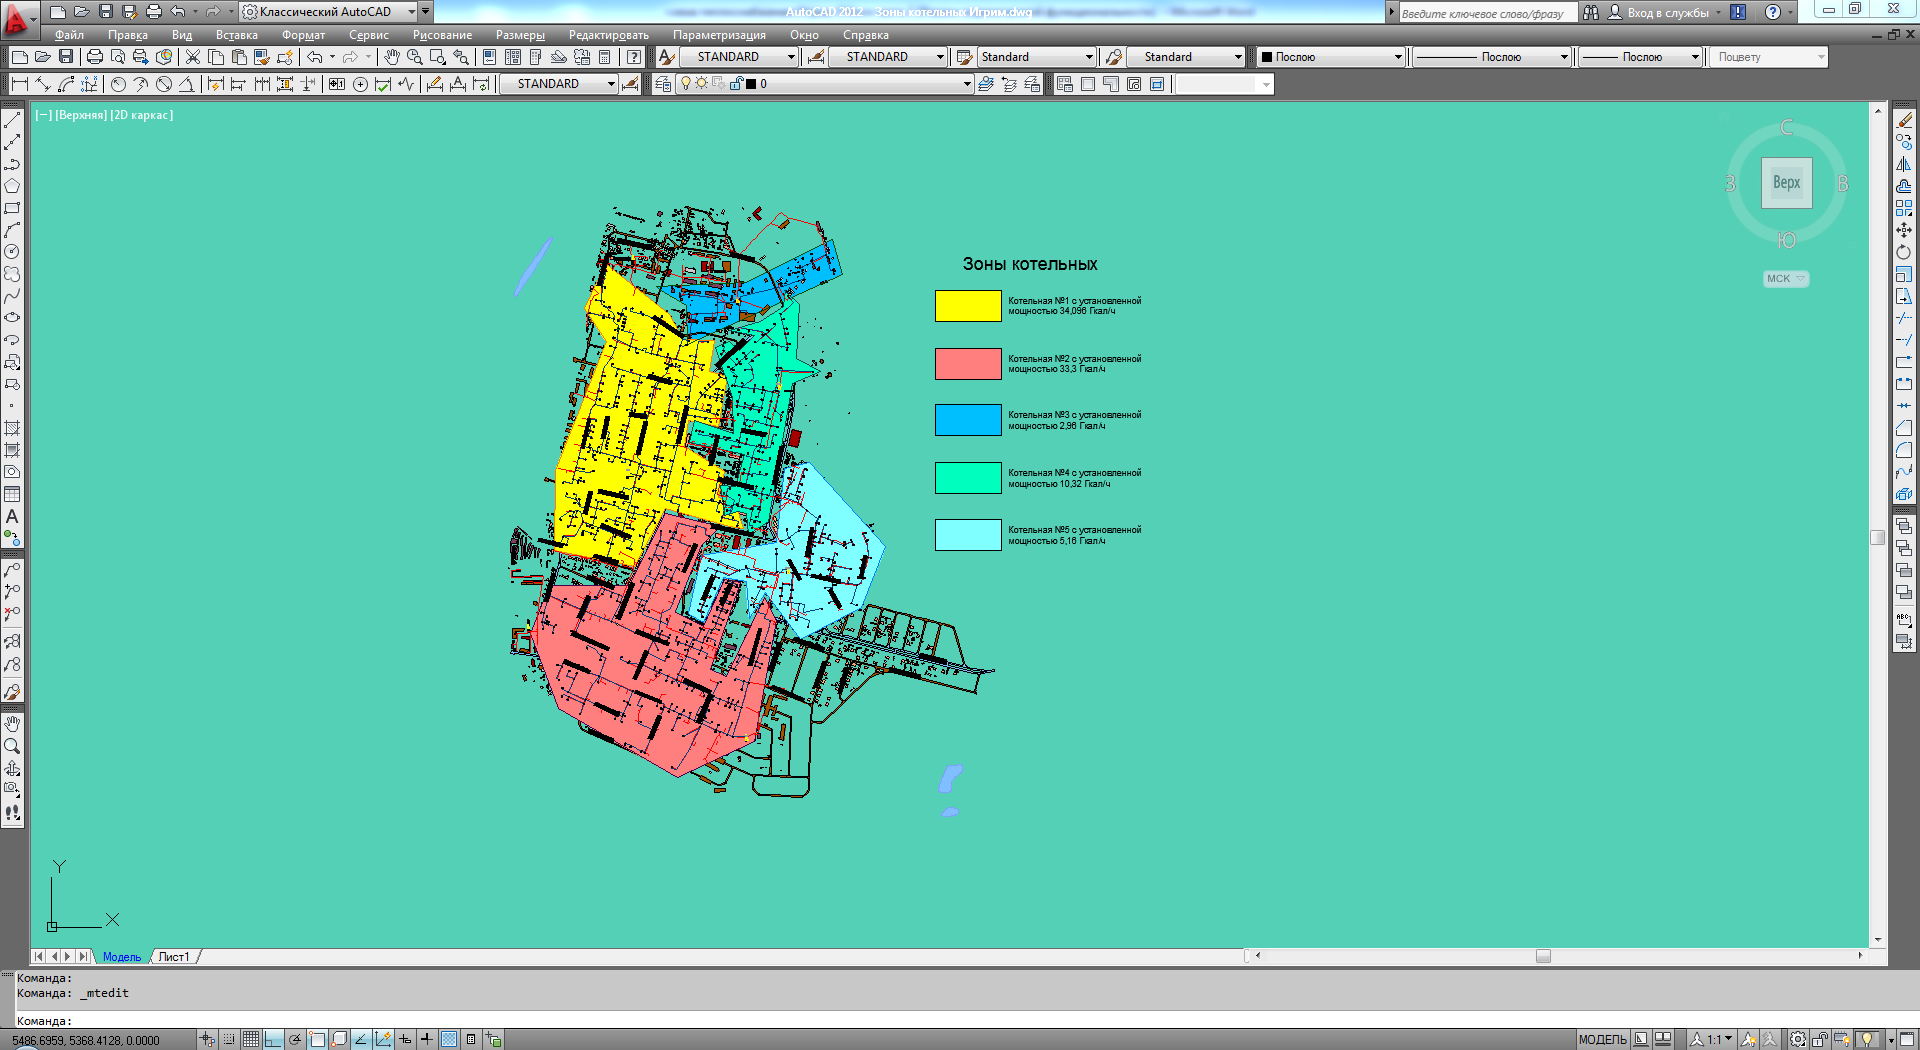 Классический AutoCAD
AutoCAD 2012 Зоны котельных Игрим.dwg
Введите ключевое слово/фразу
Вход в службы
Файл Правка Вид Вставка Формат Сервис Рисование Размеры Редактировать Параметризация Окно Справка
STANDARD STANDARD Standard Standard Послою Послою Послою Поцвету
STANDARD 0
[−] [Верхняя] [2D каркас]
С
З Верх В
Ю
МСК
Зоны котельных
Котельная №1 с установленной
мощностью 34,096 Гкал/ч
Котельная №2 с установленной
мощностью 33,3 Гкал/ч
Котельная №3 с установленной
мощностью 2,96 Гкал/ч
Котельная №4 с установленной
мощностью 10,32 Гкал/ч
Котельная №5 с установленной
мощностью 5,16 Гкал/ч
Y
X
Модель Лист1
Команда:
Команда: _mtedit
Команда:
5486.6959, 5368.4128, 0.0000
МОДЕЛЬ 1:1